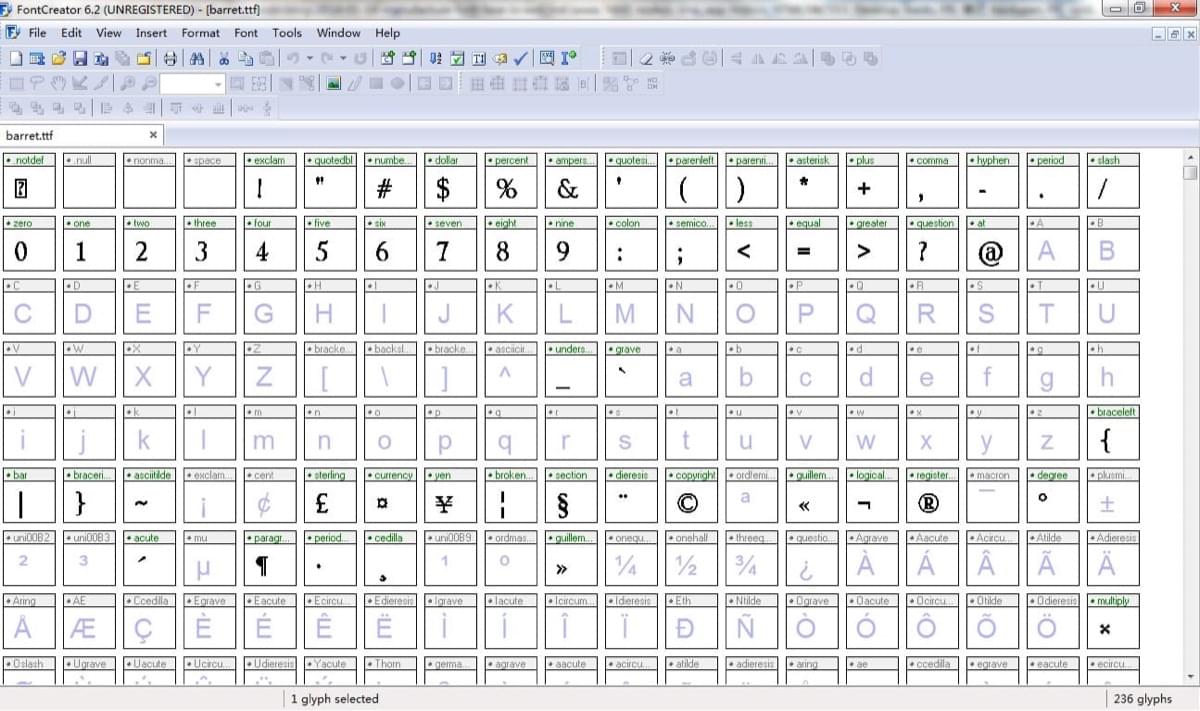 FontCreator 6.2 (UNREGISTERED) - [barret.ttf]
File Edit View Insert Format Font Tools Window Help
barret.ttf
.notdef .null nonma... space exclam quotedbl numbe... dollar percent ampers... quotesi... parenleft parenri... asterisk plus comma hyphen period slash
? ! " # $ % & ' ( ) * + , - . /
zero one two three four five six seven eight nine colon semico... less equal greater question at A B
0 1 2 3 4 5 6 7 8 9 : ; < = > ? @ A B
C D E F G H I J K L M N O P Q R S T U
C D E F G H I J K L M N O P Q R S T U
V W X Y Z bracke... backsl... bracke... asciicir... unders... grave a b c d e f g h
V W X Y Z [ \ ] ^ _ ` a b c d e f g h
i j k l m n o p q r s t u v w x y z braceleft
i j k l m n o p q r s t u v w x y z {
bar braceri... asciitilde exclam... cent sterling currency yen broken... section dieresis copyright ordfemi... guillem... logical... register... macron degree plusmi...
| } ~ ¡ ¢ £ ¤ ¥ ¦ § ¨ © ª « ¬ ® ¯ ° ±
uni00B2 uni00B3 acute mu paragr... period... cedilla uni00B9 ordmas... guillem... onequ... onehalf threeq... questio... Agrave Aacute Acircu... Atilde Adieresis
² ³ ´ µ ¶ · ¸ ¹ º » ¼ ½ ¾ ¿ À Á Â Ã Ä
Aring AE Ccedilla Egrave Eacute Ecircu... Edieresis Igrave Iacute Icircum... Idieresis Eth Ntilde Ograve Oacute Ocircu... Otilde Odieresis multiply
Å Æ Ç È É Ê Ë Ì Í Î Ï Ð Ñ Ò Ó Ô Õ Ö ×
Oslash Ugrave Uacute Ucircu... Udieresis Yacute Thorn germa... agrave aacute acircu... atilde adieresis aring ae ccedilla egrave eacute ecircu...
1 glyph selected 236 glyphs